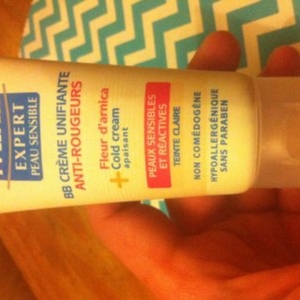 EXPERT
PEAU SENSIBLE
BB CRÈME UNIFIANTE
ANTI-ROUGEURS
Fleur d'arnica
Cold cream
+ apaisant
PEAUX SENSIBLES
ET RÉACTIVES
TEINTE CLAIRE
NON COMÉDOGÈNE
HYPOALLERGÉNIQUE
SANS PARABEN